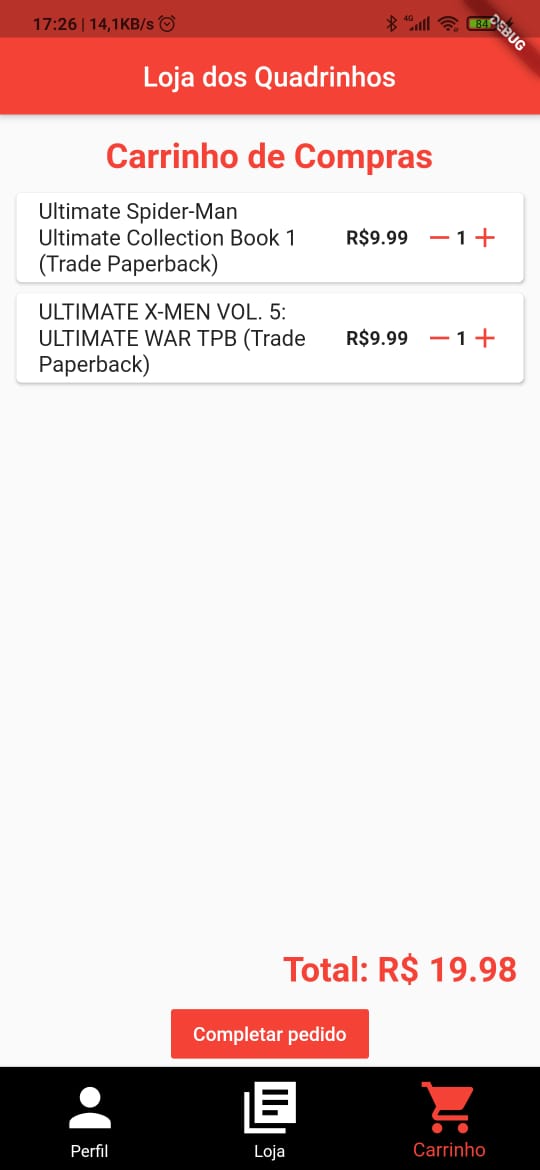 17:26 | 14,1KB/s
4G
84
DEBUG
Loja dos Quadrinhos
Carrinho de Compras
Ultimate Spider-Man
Ultimate Collection Book 1
(Trade Paperback)
R$9.99
1
ULTIMATE X-MEN VOL. 5:
ULTIMATE WAR TPB (Trade
Paperback)
R$9.99
1
Total: R$ 19.98
Completar pedido
Perfil
Loja
Carrinho